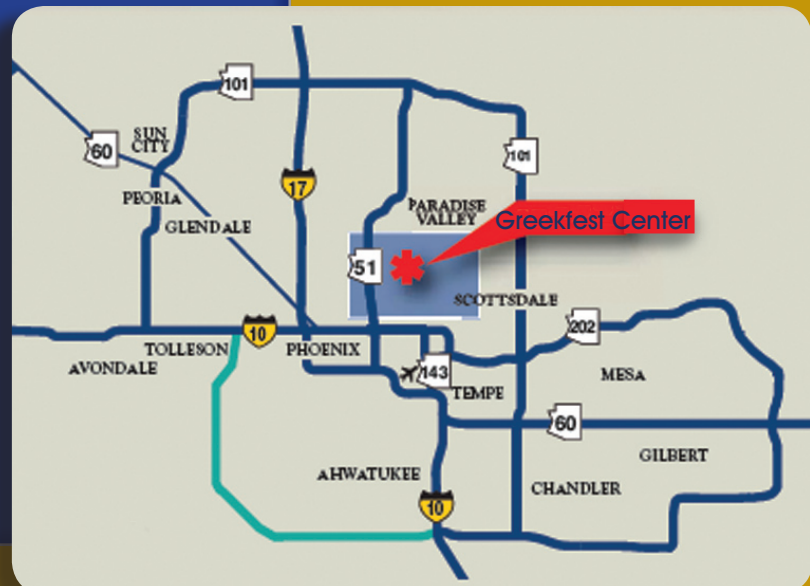 101
SUN
CITY
60
101
17
PEORIA
PARADISE
VALLEY
Greekfest Center
GLENDALE
51
SCOTTSDALE
202
10
TOLLESON
PHOENIX
AVONDALE
143
MESA
TEMPE
60
GILBERT
AHWATUKEE
CHANDLER
10